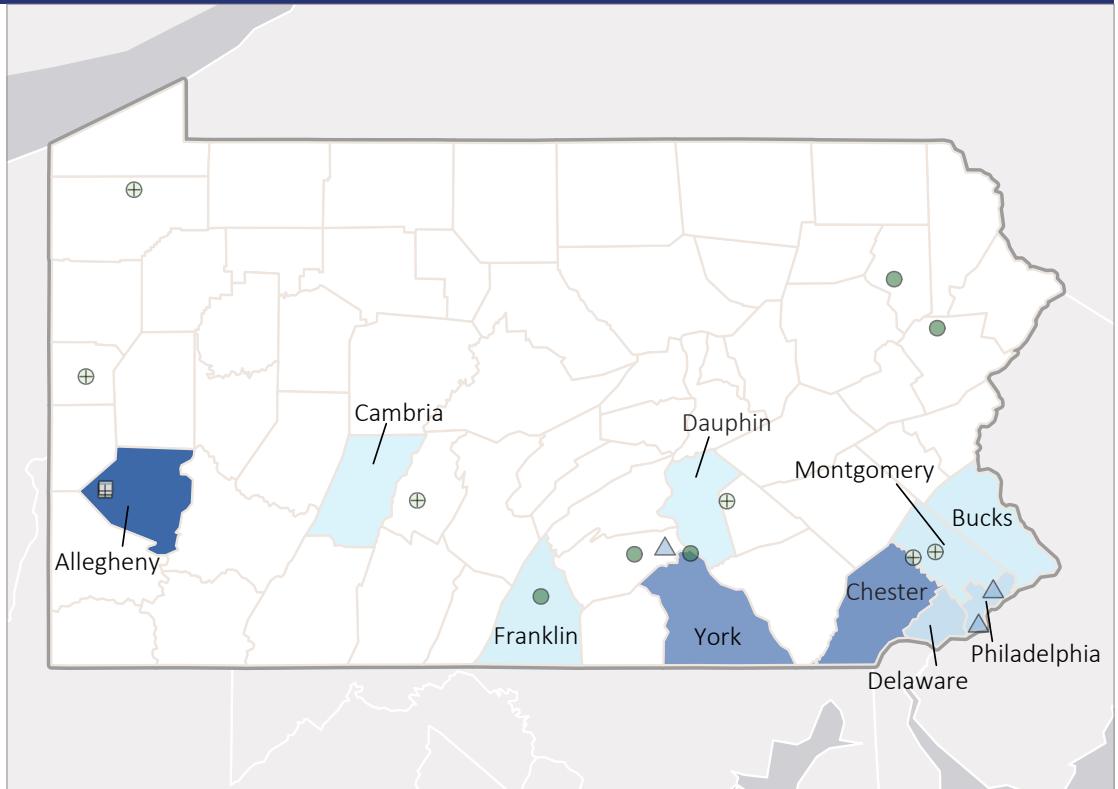 Cambria
Dauphin
Montgomery
Bucks
Allegheny
Chester
Franklin
York
Philadelphia
Delaware